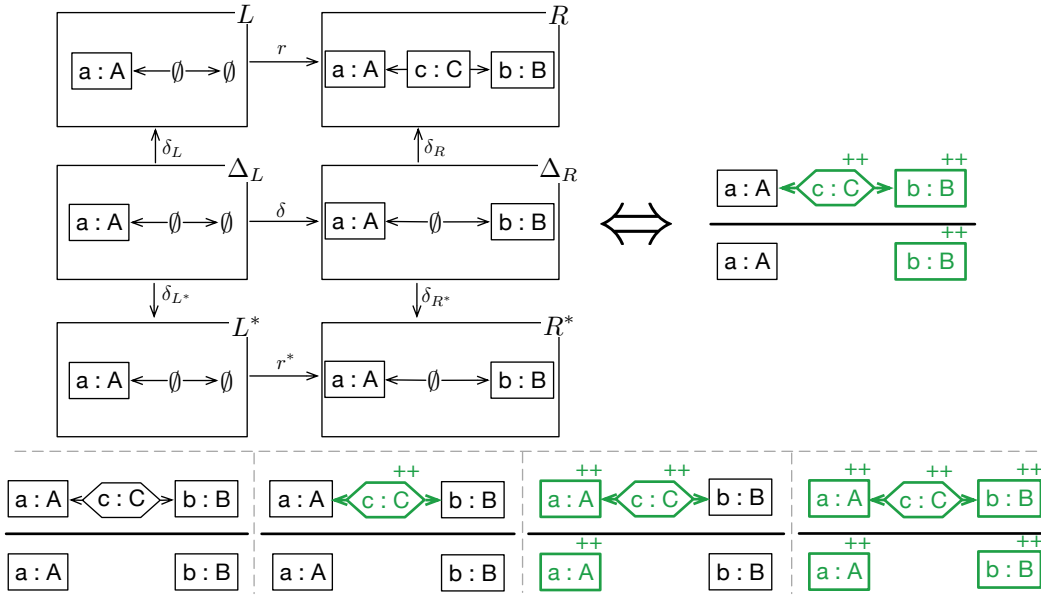 L R
a : A ∅ ∅ r a : A c : C b : B
δ_L δ_R
Δ_L Δ_R
++ ++
a : A c : C b : B
a : A ∅ ∅ δ a : A ∅ b : B
++
a : A b : B
δ_{L*} δ_{R*}
L* R*
a : A ∅ ∅ r* a : A ∅ b : B
++ ++ ++ ++ ++ ++
a : A c : C b : B a : A c : C b : B a : A c : C b : B a : A c : C b : B
++ ++ ++
a : A b : B a : A b : B a : A b : B a : A b : B